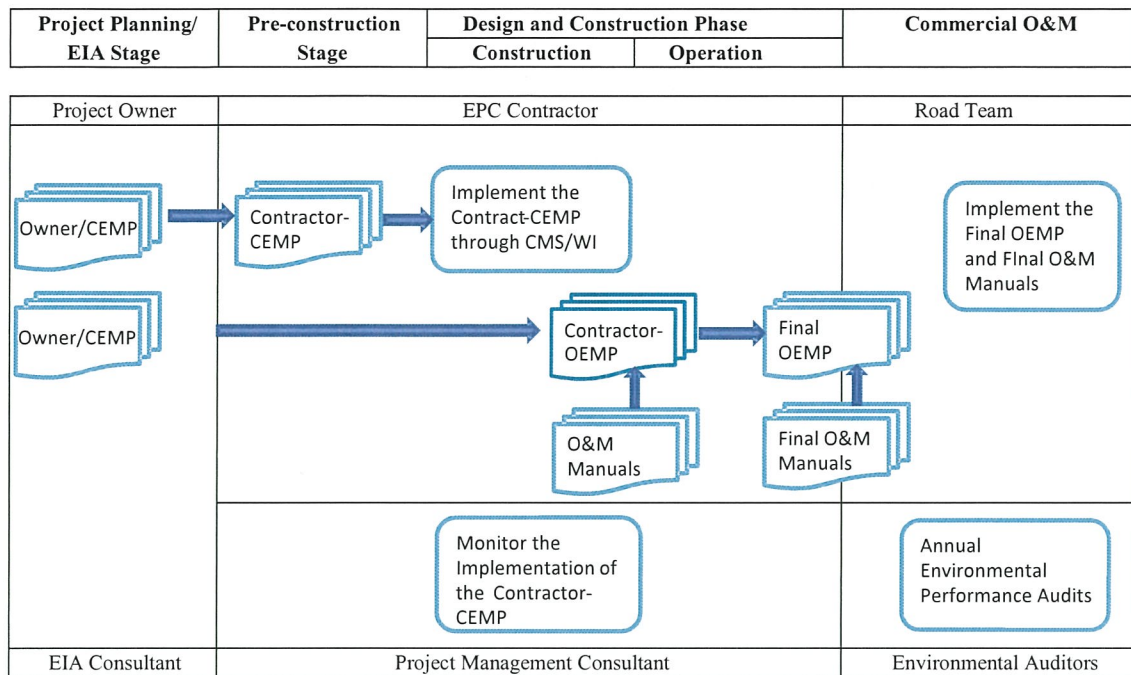 Project Planning/
EIA Stage
Pre-construction
Stage
Design and Construction Phase
Construction
Operation
Commercial O&M
Project Owner
EPC Contractor
Road Team
Owner/CEMP
Contractor-
CEMP
Implement the
Contract-CEMP
through CMS/WI
Implement the
Final OEMP
and FInal O&M
Manuals
Owner/CEMP
Contractor-
OEMP
Final
OEMP
O&M
Manuals
Final O&M
Manuals
Monitor the
Implementation of
the Contractor-
CEMP
Annual
Environmental
Performance Audits
EIA Consultant
Project Management Consultant
Environmental Auditors